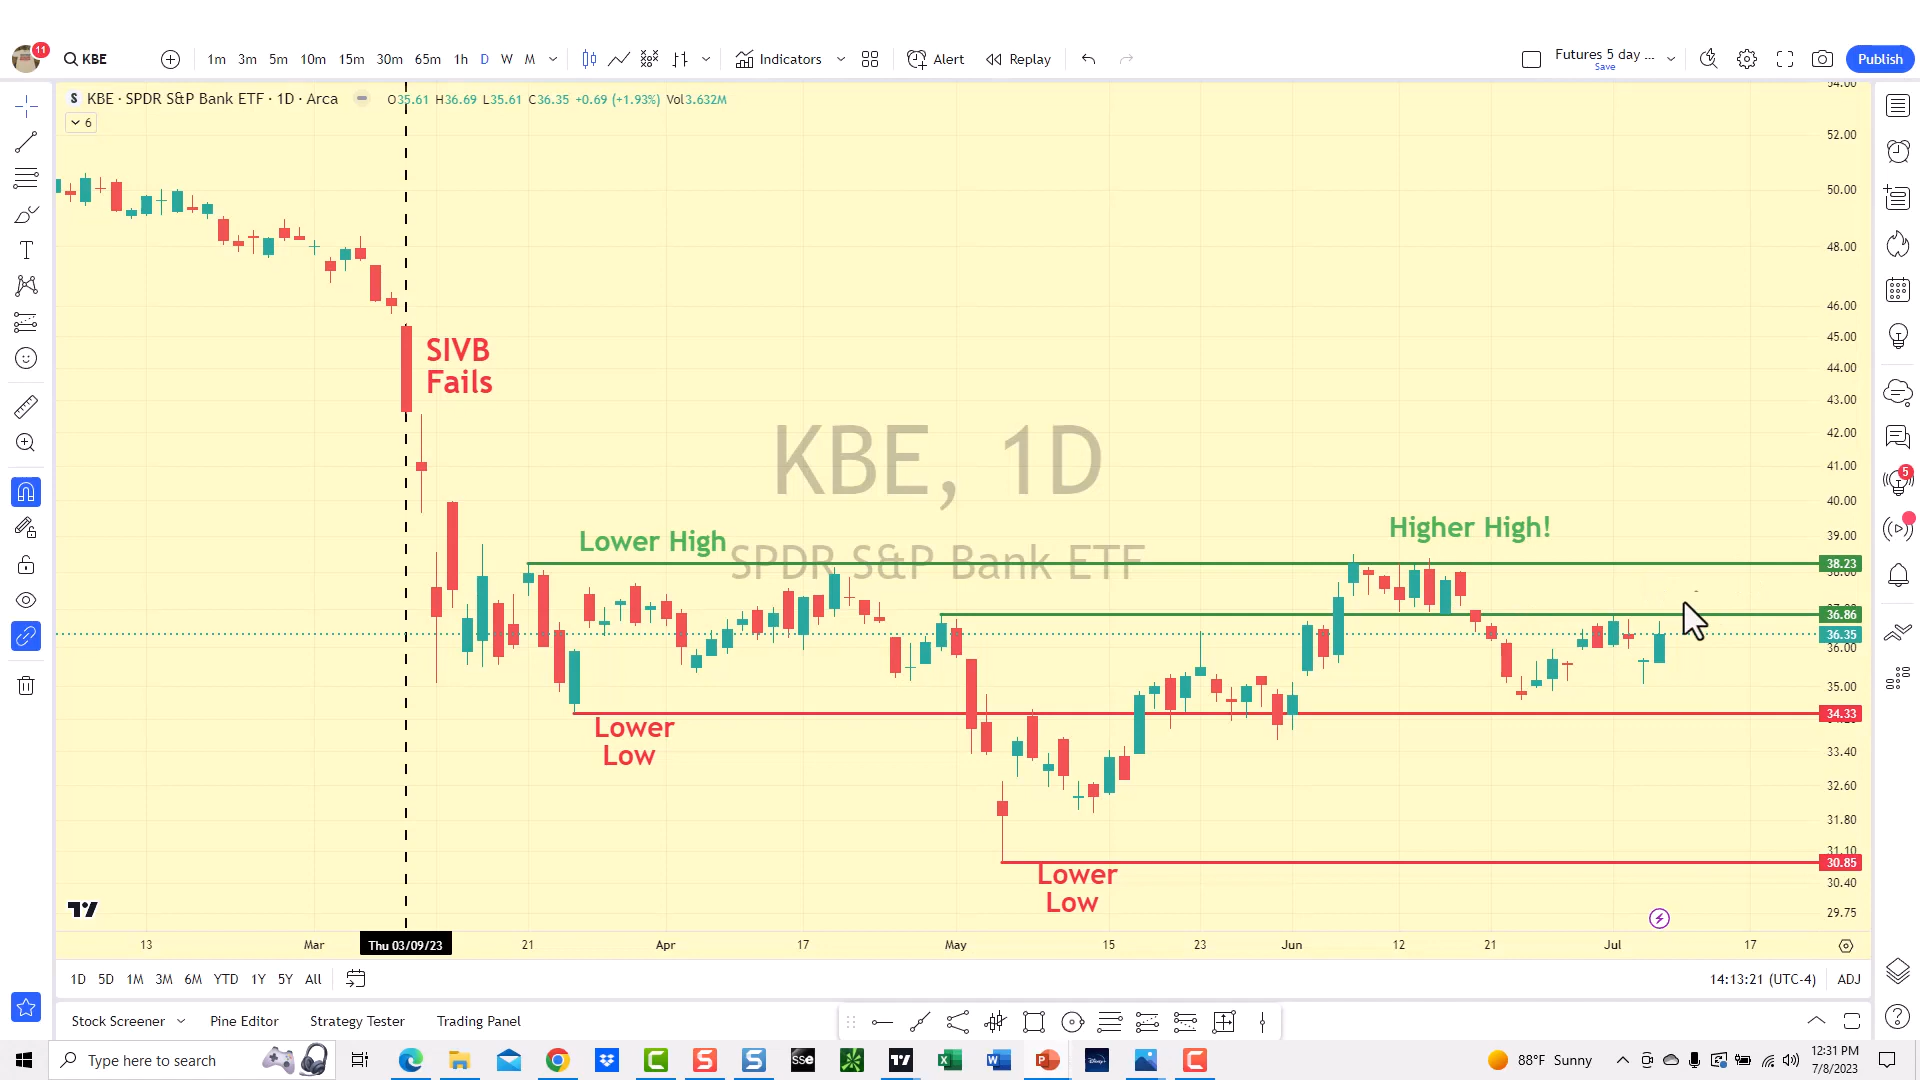 11 KBE 1m 3m 5m 10m 15m 30m 65m 1h D W M Indicators Alert Replay Futures 5 day ... Save Publish
S KBE · SPDR S&P Bank ETF · 1D · Arca O35.61 H36.69 L35.61 C36.35 +0.69 (+1.93%) Vol3.632M
6
52.00
50.00
48.00
46.00
45.00
44.00
43.00
42.00
41.00
40.00
39.00
38.23
36.86
36.35
36.00
35.00
34.33
33.40
32.60
31.80
31.10
30.85
30.40
29.75
SIVB
Fails
KBE, 1D
SPDR S&P Bank ETF
Lower High
Higher High!
Lower
Low
Lower
Low
5
13 Mar Thu 03/09/23 21 Apr 17 May 15 23 Jun 12 21 Jul 17
1D 5D 1M 3M 6M YTD 1Y 5Y All 14:13:21 (UTC-4) ADJ
Stock Screener Pine Editor Strategy Tester Trading Panel
Type here to search 88°F Sunny 12:31 PM
7/8/2023